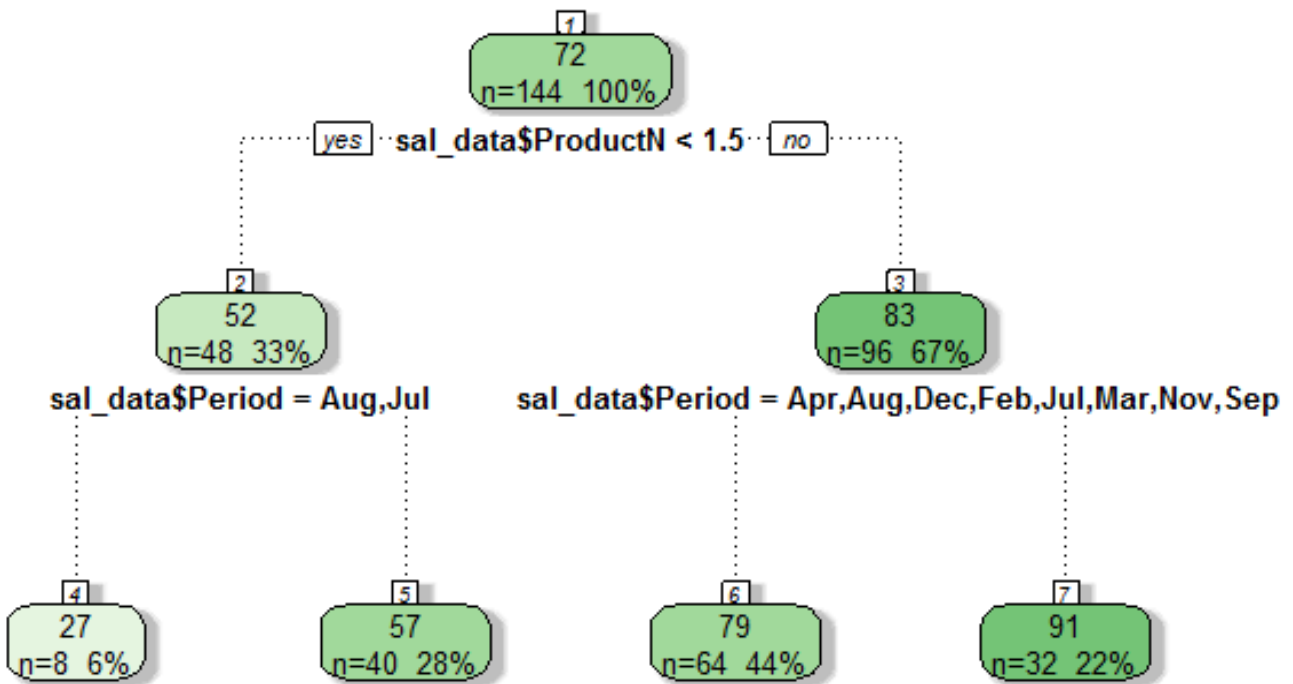 1
72
n=144 100%
yes sal_data$ProductN < 1.5 no
2
3
52
83
n=48 33%
n=96 67%
sal_data$Period = Aug,Jul
sal_data$Period = Apr,Aug,Dec,Feb,Jul,Mar,Nov,Sep
4
5
6
7
27
57
79
91
n=8 6%
n=40 28%
n=64 44%
n=32 22%